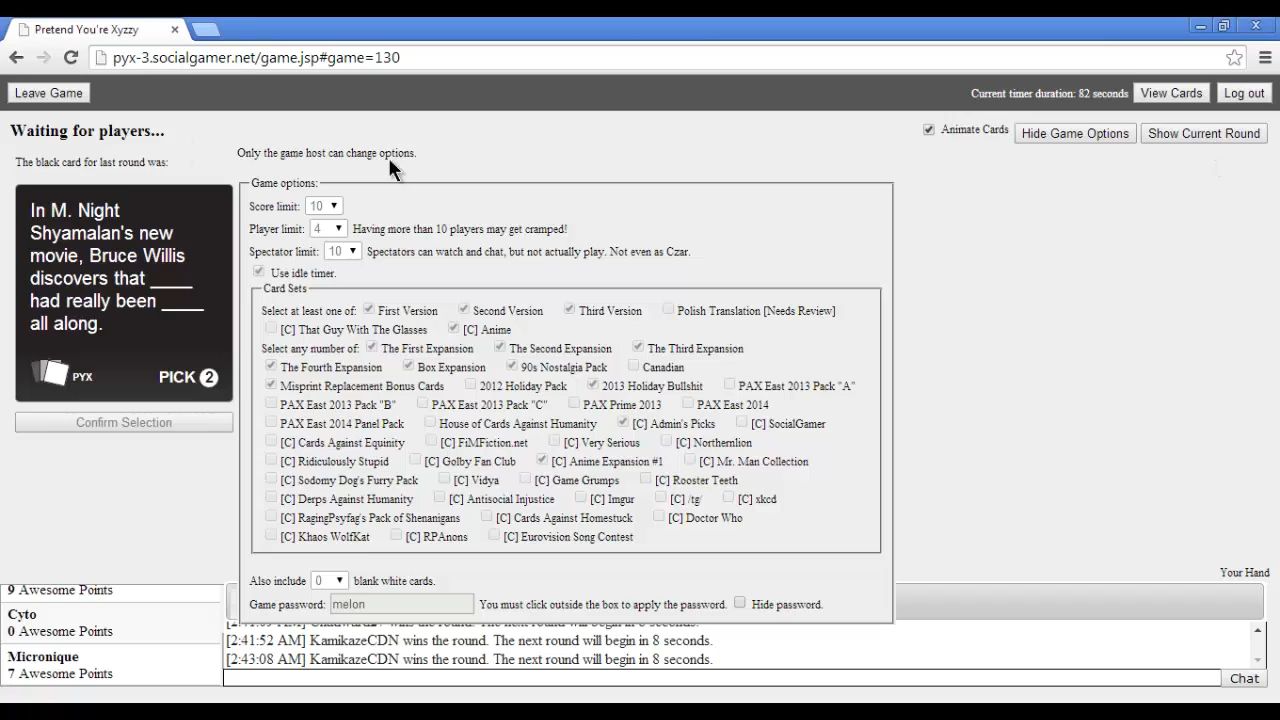 Pretend You're Xyzzy
pyx-3.socialgamer.net/game.jsp#game=130
Leave Game
Current timer duration: 82 seconds
View Cards
Log out
Waiting for players...
Animate Cards
Hide Game Options
Show Current Round
The black card for last round was:
Only the game host can change options.
In M. Night
Shyamalan's new
movie, Bruce Willis
discovers that ____
had really been ____
all along.
PYX
PICK 2
Confirm Selection
Game options:
Score limit: 10
Player limit: 4 Having more than 10 players may get cramped!
Spectator limit: 10 Spectators can watch and chat, but not actually play. Not even as Czar.
Use idle timer.
Card Sets
Select at least one of: First Version Second Version Third Version Polish Translation [Needs Review]
[C] That Guy With The Glasses [C] Anime
Select any number of: The First Expansion The Second Expansion The Third Expansion
The Fourth Expansion Box Expansion 90s Nostalgia Pack Canadian
Misprint Replacement Bonus Cards 2012 Holiday Pack 2013 Holiday Bullshit PAX East 2013 Pack "A"
PAX East 2013 Pack "B" PAX East 2013 Pack "C" PAX Prime 2013 PAX East 2014
PAX East 2014 Panel Pack House of Cards Against Humanity [C] Admin's Picks [C] SocialGamer
[C] Cards Against Equinity [C] FiMFiction.net [C] Very Serious [C] Northernlion
[C] Ridiculously Stupid [C] Golby Fan Club [C] Anime Expansion #1 [C] Mr. Man Collection
[C] Sodomy Dog's Furry Pack [C] Vidya [C] Game Grumps [C] Rooster Teeth
[C] Derps Against Humanity [C] Antisocial Injustice [C] Imgur [C] /tg/ [C] xkcd
[C] RagingPsyfag's Pack of Shenanigans [C] Cards Against Homestuck [C] Doctor Who
[C] Khaos WolfKat [C] RPAnons [C] Eurovision Song Contest
Also include 0 blank white cards.
Game password: melon You must click outside the box to apply the password. Hide password.
Your Hand
9 Awesome Points
Cyto
0 Awesome Points
Micronique
7 Awesome Points
wins the round. The next round will begin in 8 seconds.
[2:41:52 AM] KamikazeCDN wins the round. The next round will begin in 8 seconds.
[2:43:08 AM] KamikazeCDN wins the round. The next round will begin in 8 seconds.
Chat